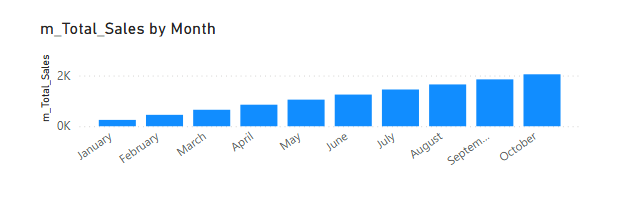 m_Total_Sales by Month
m_Total_Sales
2K
0K
January
February
March
April
May
June
July
August
Septem...
October